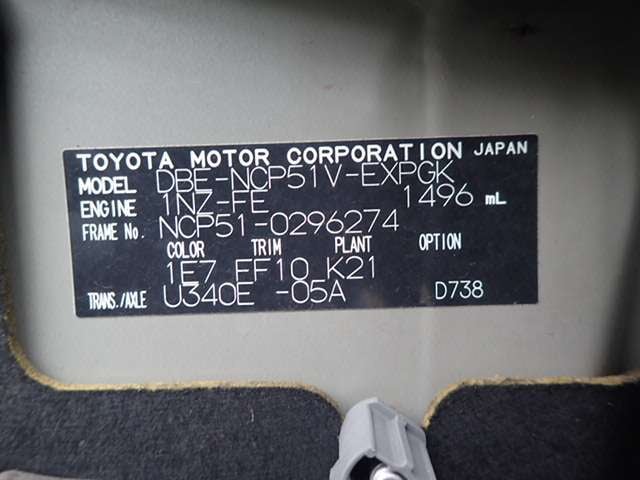 TOYOTA MOTOR CORPORATION JAPAN
MODEL DBE-NCP51V-EXPGK
ENGINE 1NZ-FE 1496 mL
FRAME No. NCP51-0296274
COLOR TRIM PLANT OPTION
1E7 EF10 K21
TRANS./AXLE U340E -05A D738